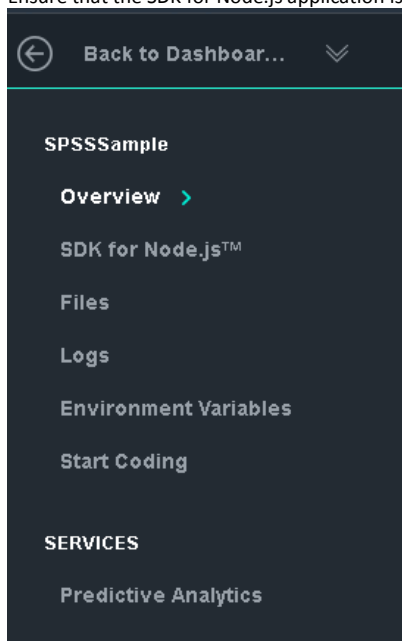 Ensure that the SDK for Node.js application is
Back to Dashboar...
SPSSSample
Overview >
SDK for Node.js™
Files
Logs
Environment Variables
Start Coding
SERVICES
Predictive Analytics